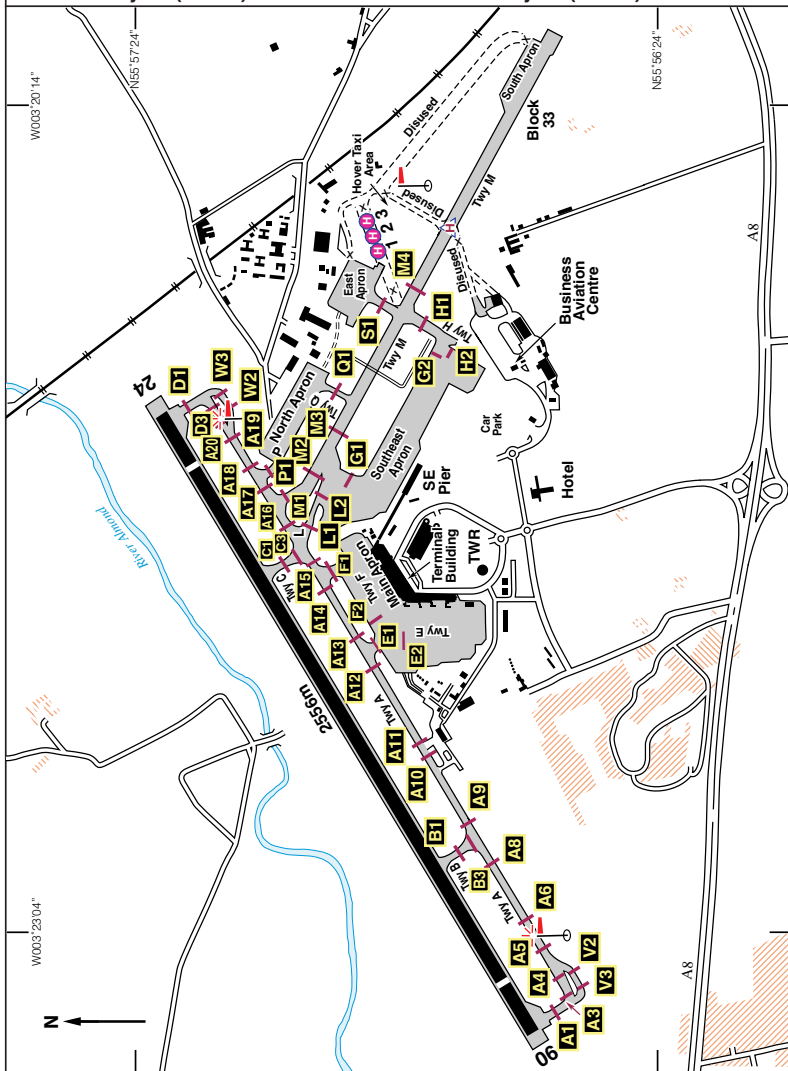 W003°20'14"
N55°57'24"
N55°56'24"
W003°23'04"
N
24
06
2556m
River Almond
A8
A8
D1
W3
D3
W2
A20
A19
A18
P
North Apron
A17
P1
M2
M3
Q1
Twy Q
A16
M1
C1
C3
L
L1
L2
G1
Twy C
A15
F1
A14
Twy F
Main Apron
F2
A13
E1
Twy E
E2
A12
Twy A
A11
A10
A9
B1
Twy B
B3
A8
Twy A
A6
A5
A4
V2
V3
A3
A1
East
Apron
S1
M4
H1
Twy H
H2
G2
Twy M
Twy M
Southeast
Apron
SE
Pier
Terminal
Building
TWR
Hotel
Car
Park
Business
Aviation
Centre
Hover Taxi
Area
H
H
H
1
2
3
H
Disused
Disused
Disused
South Apron
Block
33